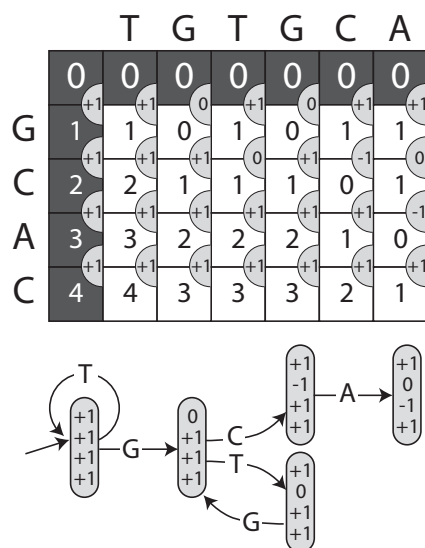 T G T G C A
0 0 0 0 0 0 0
+1 +1 0 +1 0 +1 +1
G 1 1 0 1 0 1 1
+1 +1 +1 0 +1 -1 0
C 2 2 1 1 1 0 1
+1 +1 +1 +1 +1 +1 -1
A 3 3 2 2 2 1 0
+1 +1 +1 +1 +1 +1 +1
C 4 4 3 3 3 2 1
T
+1
+1
+1
+1
G
0
+1
+1
+1
C
+1
-1
+1
+1
A
+1
0
-1
+1
T
+1
0
+1
+1
G